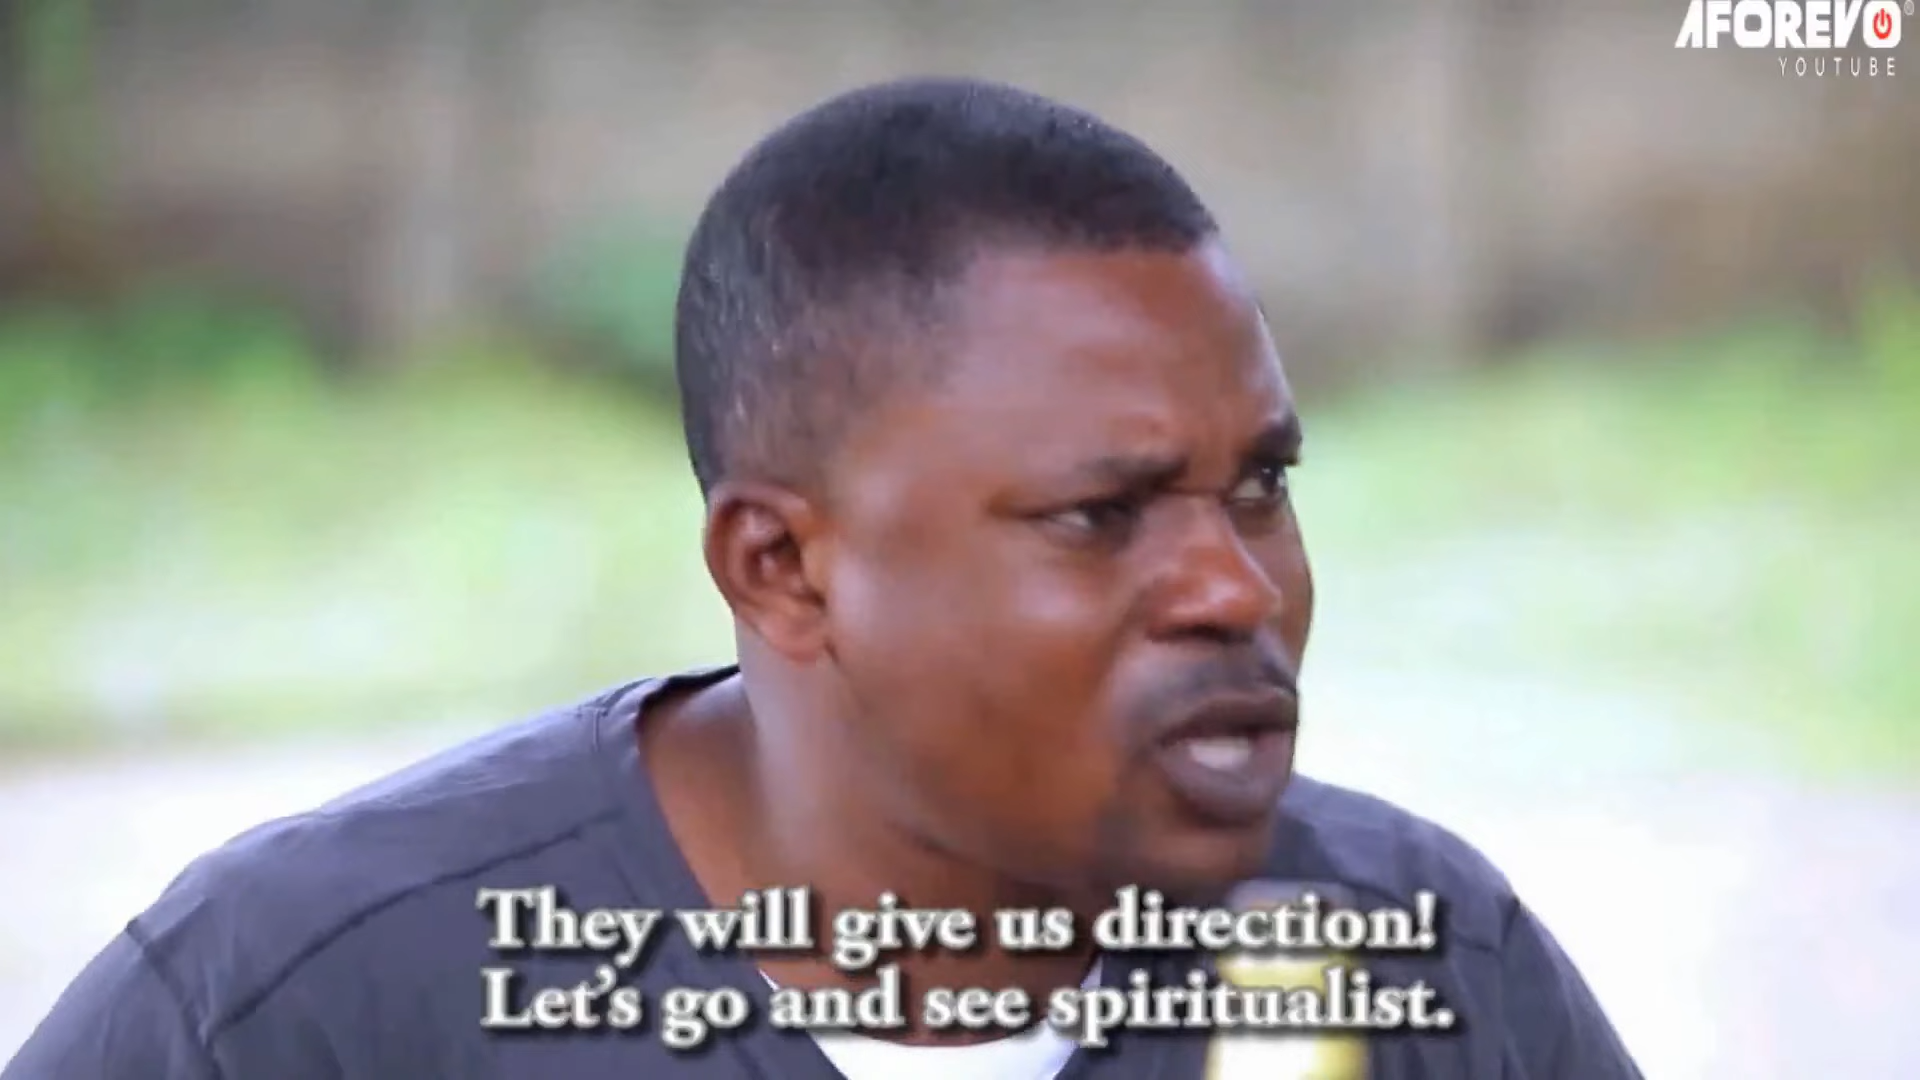 AFOREVO
YOUTUBE
They will give us direction!
Let's go and see spiritualist.